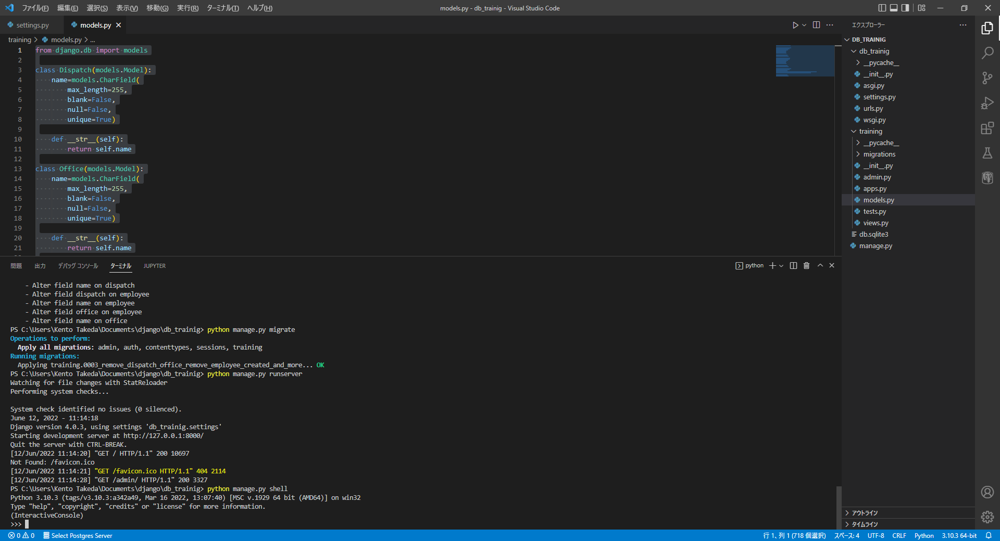 ファイル(F) 編集(E) 選択(S) 表示(V) 移動(G) 実行(R) ターミナル(T) ヘルプ(H)
models.py - db_trainig - Visual Studio Code
settings.py
models.py
training > models.py > ...
1 from django.db import models
2
3 class Dispatch(models.Model):
4     name=models.CharField(
5         max_length=255,
6         blank=False,
7         null=False,
8         unique=True)
9
10     def __str__(self):
11         return self.name
12
13 class Office(models.Model):
14     name=models.CharField(
15         max_length=255,
16         blank=False,
17         null=False,
18         unique=True)
19
20     def __str__(self):
21         return self.name
問題 出力 デバッグ コンソール ターミナル JUPYTER
python
    - Alter field name on dispatch
    - Alter field dispatch on employee
    - Alter field name on employee
    - Alter field office on employee
    - Alter field name on office
PS C:\Users\Kento Takeda\Documents\django\db_trainig> python manage.py migrate
Operations to perform:
  Apply all migrations: admin, auth, contenttypes, sessions, training
Running migrations:
  Applying training.0003_remove_dispatch_office_remove_employee_created_and_more... OK
PS C:\Users\Kento Takeda\Documents\django\db_trainig> python manage.py runserver
Watching for file changes with StatReloader
Performing system checks...
System check identified no issues (0 silenced).
June 12, 2022 - 11:14:18
Django version 4.0.3, using settings 'db_trainig.settings'
Starting development server at http://127.0.0.1:8000/
Quit the server with CTRL-BREAK.
[12/Jun/2022 11:14:20] "GET / HTTP/1.1" 200 10697
Not Found: /favicon.ico
[12/Jun/2022 11:14:21] "GET /favicon.ico HTTP/1.1" 404 2114
[12/Jun/2022 11:14:28] "GET /admin/ HTTP/1.1" 200 3327
PS C:\Users\Kento Takeda\Documents\django\db_trainig> python manage.py shell
Python 3.10.3 (tags/v3.10.3:a342a49, Mar 16 2022, 13:07:40) [MSC v.1929 64 bit (AMD64)] on win32
Type "help", "copyright", "credits" or "license" for more information.
(InteractiveConsole)
>>>
エクスプローラー
DB_TRAINIG
db_trainig
__pycache__
__init__.py
asgi.py
settings.py
urls.py
wsgi.py
training
__pycache__
migrations
__init__.py
admin.py
apps.py
models.py
tests.py
views.py
db.sqlite3
manage.py
アウトライン
タイムライン
0 0 Select Postgres Server
行 1、列 1 (718 個選択) スペース: 4 UTF-8 CRLF Python 3.10.3 64-bit